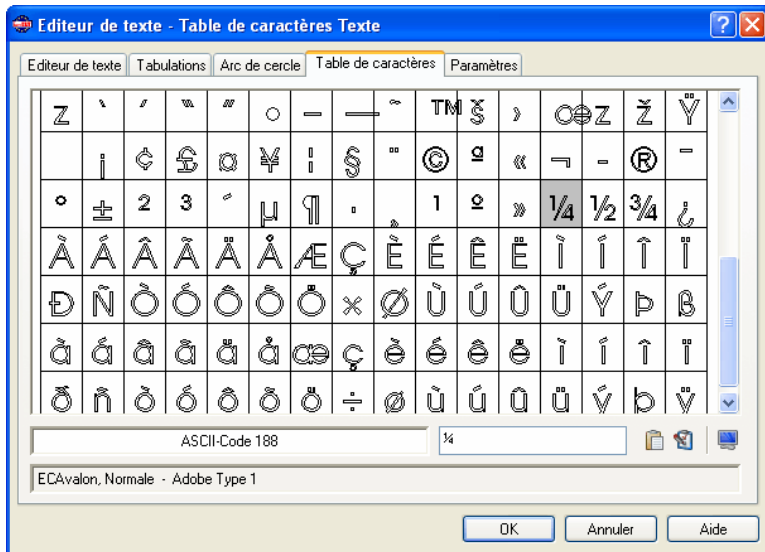 Editeur de texte - Table de caractères Texte
Editeur de texte Tabulations Arc de cercle Table de caractères Paramètres
Z ` ´ ‶ ″ ○ – — ˜ ™ š › œ Z ž Ÿ
¡ ¢ £ ¤ ¥ ¦ § ¨ © ª « ¬ - ® ¯
° ± 2 3 ´ µ ¶ · ¸ 1 º » ¼ ½ ¾ ¿
À Á Â Ã Ä Å Æ Ç È É Ê Ë Ì Í Î Ï
Ð Ñ Ò Ó Ô Õ Ö × Ø Ù Ú Û Ü Ý Þ ß
à á â ã ä å æ ç è é ê ë ì í î ï
ð ñ ò ó ô õ ö ÷ ø ù ú û ü ý þ ÿ
ASCII-Code 188 ¼
ECAvalon, Normale - Adobe Type 1
OK Annuler Aide